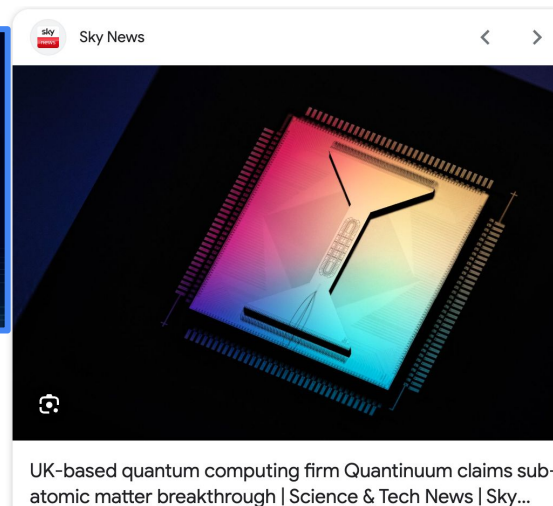 sky
news
Sky News
UK-based quantum computing firm Quantinuum claims sub-
atomic matter breakthrough | Science & Tech News | Sky...